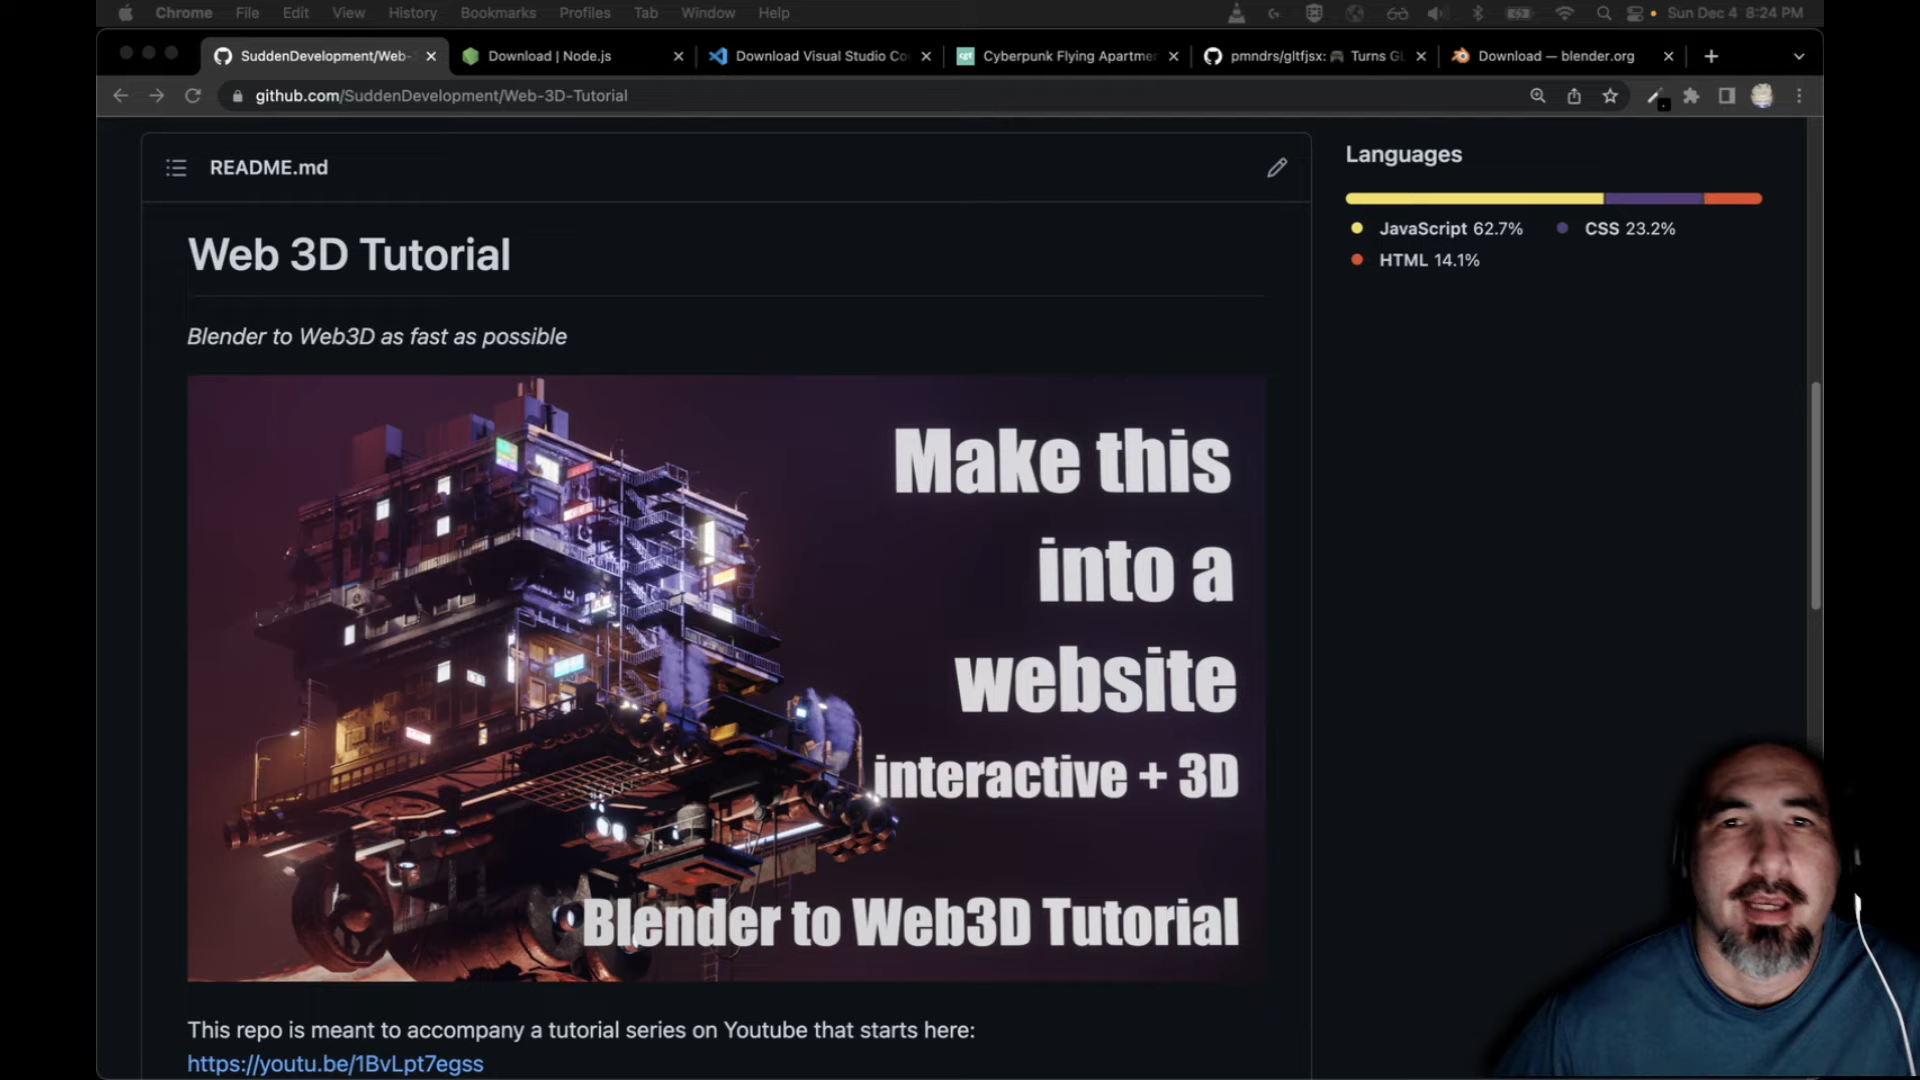 Chrome File Edit View History Bookmarks Profiles Tab Window Help Sun Dec 4 8:24 PM
SuddenDevelopment/Web- Download | Node.js Download Visual Studio Co Cyberpunk Flying Apartmen pmndrs/gltfjsx: Turns GL Download — blender.org
github.com/SuddenDevelopment/Web-3D-Tutorial
README.md
Languages
JavaScript 62.7% CSS 23.2%
HTML 14.1%
Web 3D Tutorial
Blender to Web3D as fast as possible
Make this
into a
website
interactive + 3D
Blender to Web3D Tutorial
This repo is meant to accompany a tutorial series on Youtube that starts here:
https://youtu.be/1BvLpt7egss